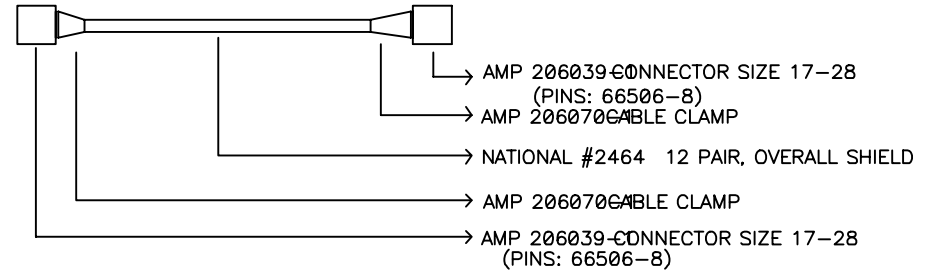 AMP 206039-1 CONNECTOR SIZE 17-28
(PINS: 66506-8)
AMP 206070-1 CABLE CLAMP
NATIONAL #2464 12 PAIR, OVERALL SHIELD
AMP 206070-1 CABLE CLAMP
AMP 206039-1 CONNECTOR SIZE 17-28
(PINS: 66506-8)